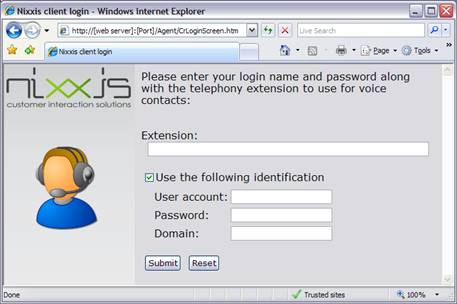 Nixxis client login - Windows Internet Explorer
http://[web server]:[Port]/Agent/CrLoginScreen.htm
Live Search
Nixxis client login
Page
Tools
nixxis
customer interaction solutions
Please enter your login name and password along
with the telephony extension to use for voice
contacts:
Extension:
Use the following identification
User account:
Password:
Domain:
Submit Reset
Done
Trusted sites
100%